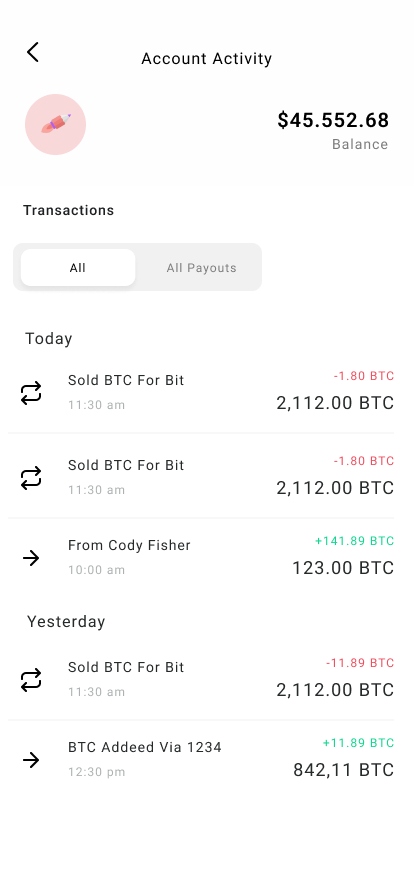 Account Activity
$45.552.68
Balance
Transactions
All
All Payouts
Today
Sold BTC For Bit
-1.80 BTC
11:30 am
2,112.00 BTC
Sold BTC For Bit
-1.80 BTC
11:30 am
2,112.00 BTC
From Cody Fisher
+141.89 BTC
10:00 am
123.00 BTC
Yesterday
Sold BTC For Bit
-11.89 BTC
11:30 am
2,112.00 BTC
BTC Addeed Via 1234
+11.89 BTC
12:30 pm
842,11 BTC